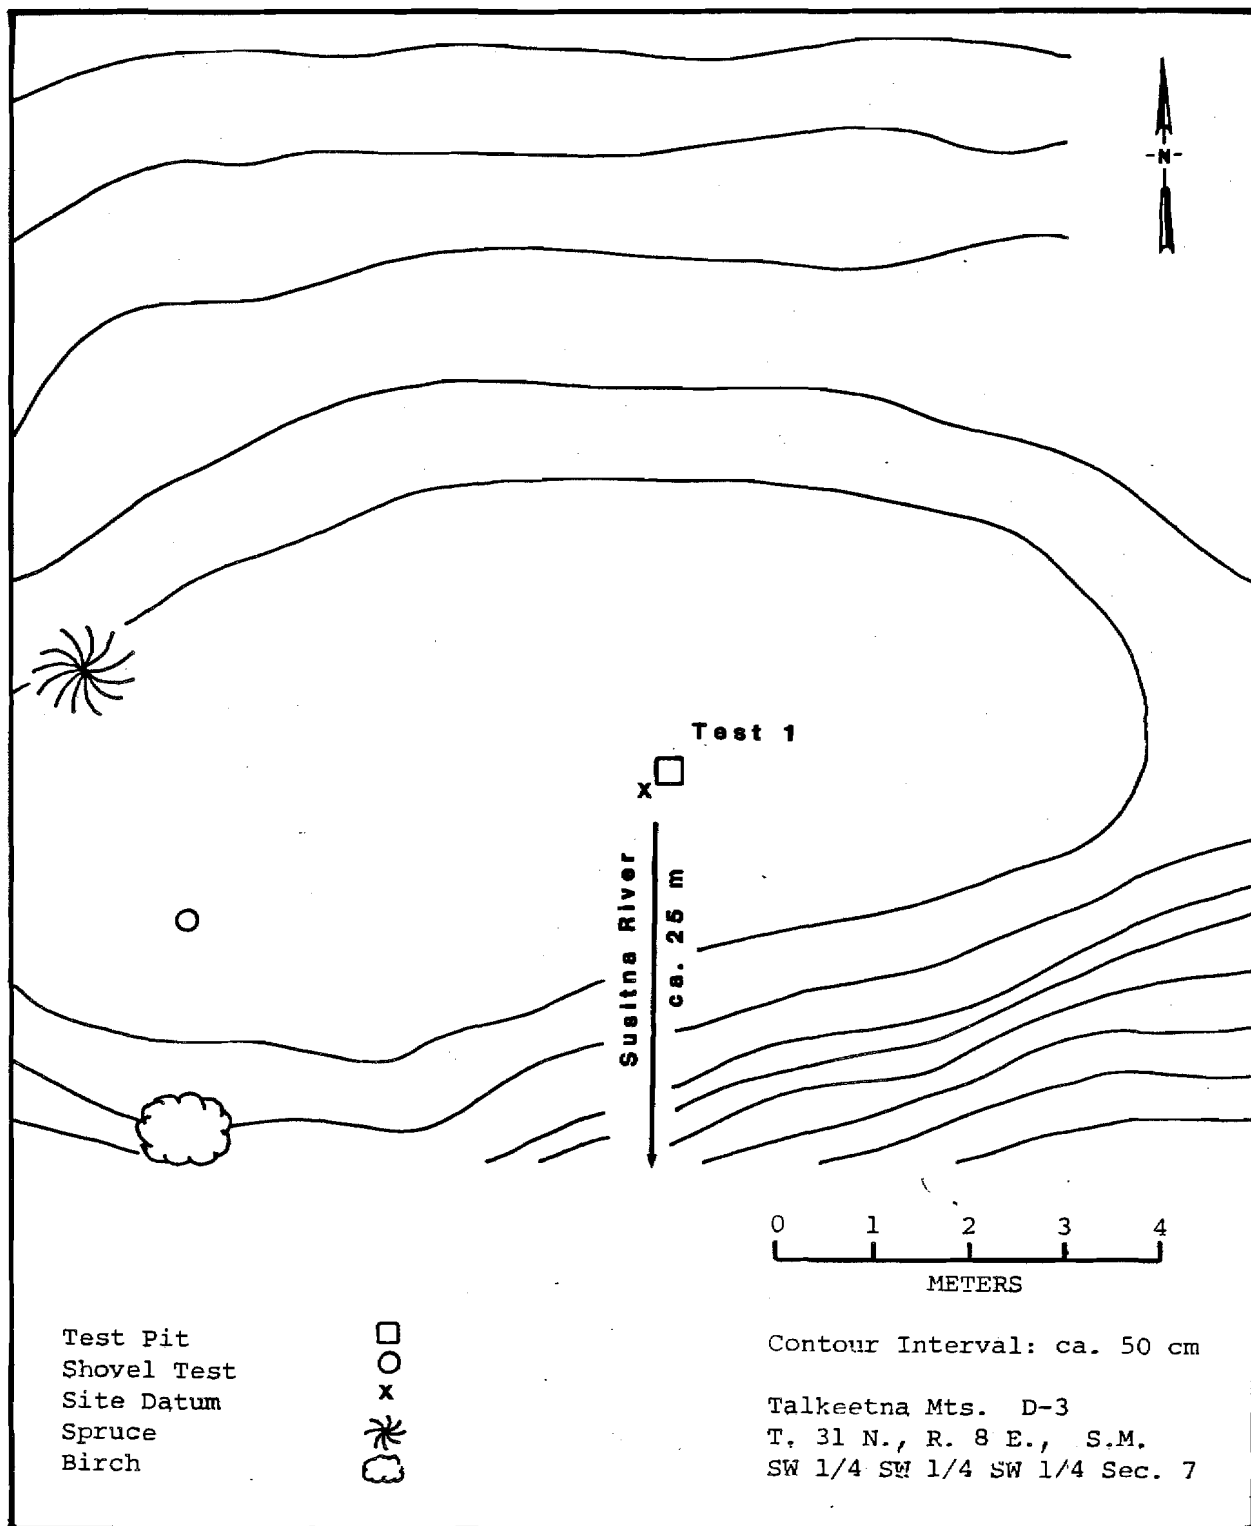 -N-
Test 1
x
Susitna River
ca. 25 m
0 1 2 3 4
METERS
Test Pit
Shovel Test
Site Datum x
Spruce
Birch
Contour Interval: ca. 50 cm
Talkeetna Mts. D-3
T. 31 N., R. 8 E., S.M.
SW 1/4 SW 1/4 SW 1/4 Sec. 7